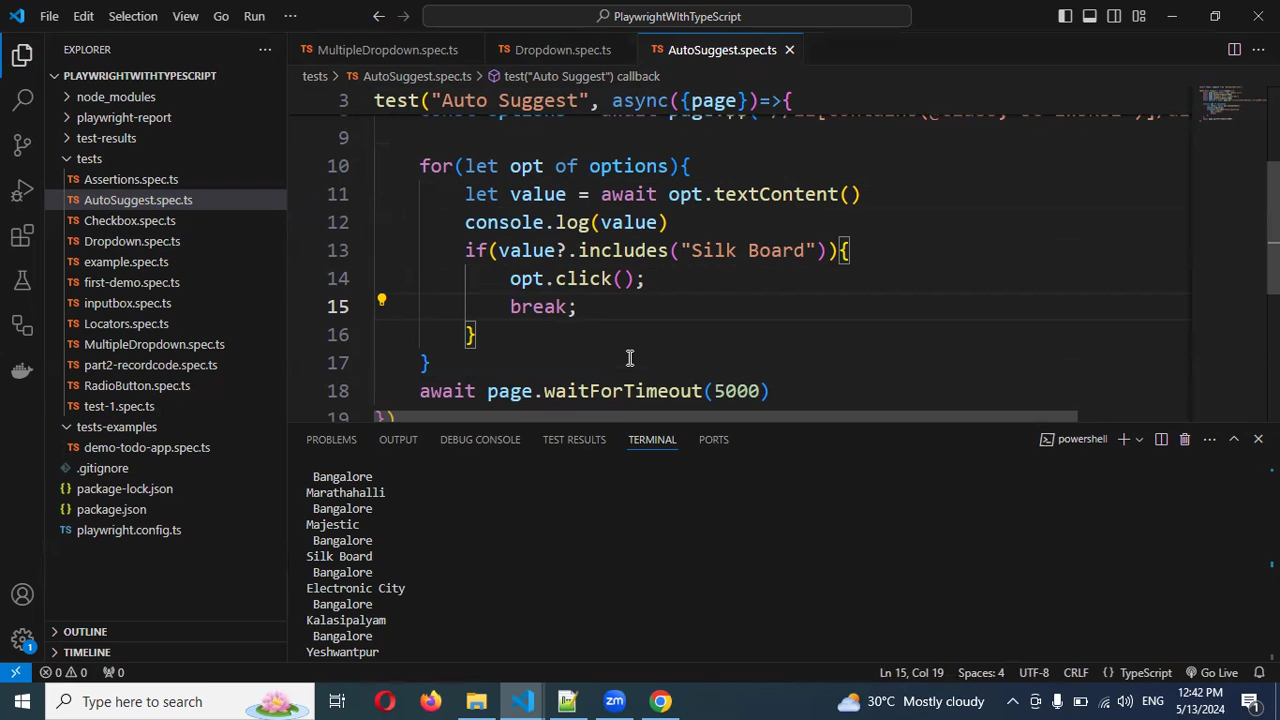 File Edit Selection View Go Run ··· PlaywrightWIthTypeScript
EXPLORER ···
MultipleDropdown.spec.ts Dropdown.spec.ts AutoSuggest.spec.ts
PLAYWRIGHTWITHTYPESCRIPT
tests > AutoSuggest.spec.ts > test("Auto Suggest") callback
node_modules
playwright-report
test-results
tests
Assertions.spec.ts
AutoSuggest.spec.ts
Checkbox.spec.ts
Dropdown.spec.ts
example.spec.ts
first-demo.spec.ts
inputbox.spec.ts
Locators.spec.ts
MultipleDropdown.spec.ts
part2-recordcode.spec.ts
RadioButton.spec.ts
test-1.spec.ts
tests-examples
demo-todo-app.spec.ts
.gitignore
package-lock.json
package.json
playwright.config.ts
OUTLINE
TIMELINE
3 test("Auto Suggest", async({page})=>{
9
10 for(let opt of options){
11 let value = await opt.textContent()
12 console.log(value)
13 if(value?.includes("Silk Board")){
14 opt.click();
15 break;
16 }
17 }
18 await page.waitForTimeout(5000)
19 })
PROBLEMS OUTPUT DEBUG CONSOLE TEST RESULTS TERMINAL PORTS powershell
Bangalore
Marathahalli
Bangalore
Majestic
Bangalore
Silk Board
Bangalore
Electronic City
Bangalore
Kalasipalyam
Bangalore
Yeshwantpur
0 0 0 Ln 15, Col 19 Spaces: 4 UTF-8 CRLF {} TypeScript Go Live
Type here to search 30°C Mostly cloudy ENG 12:42 PM
5/13/2024